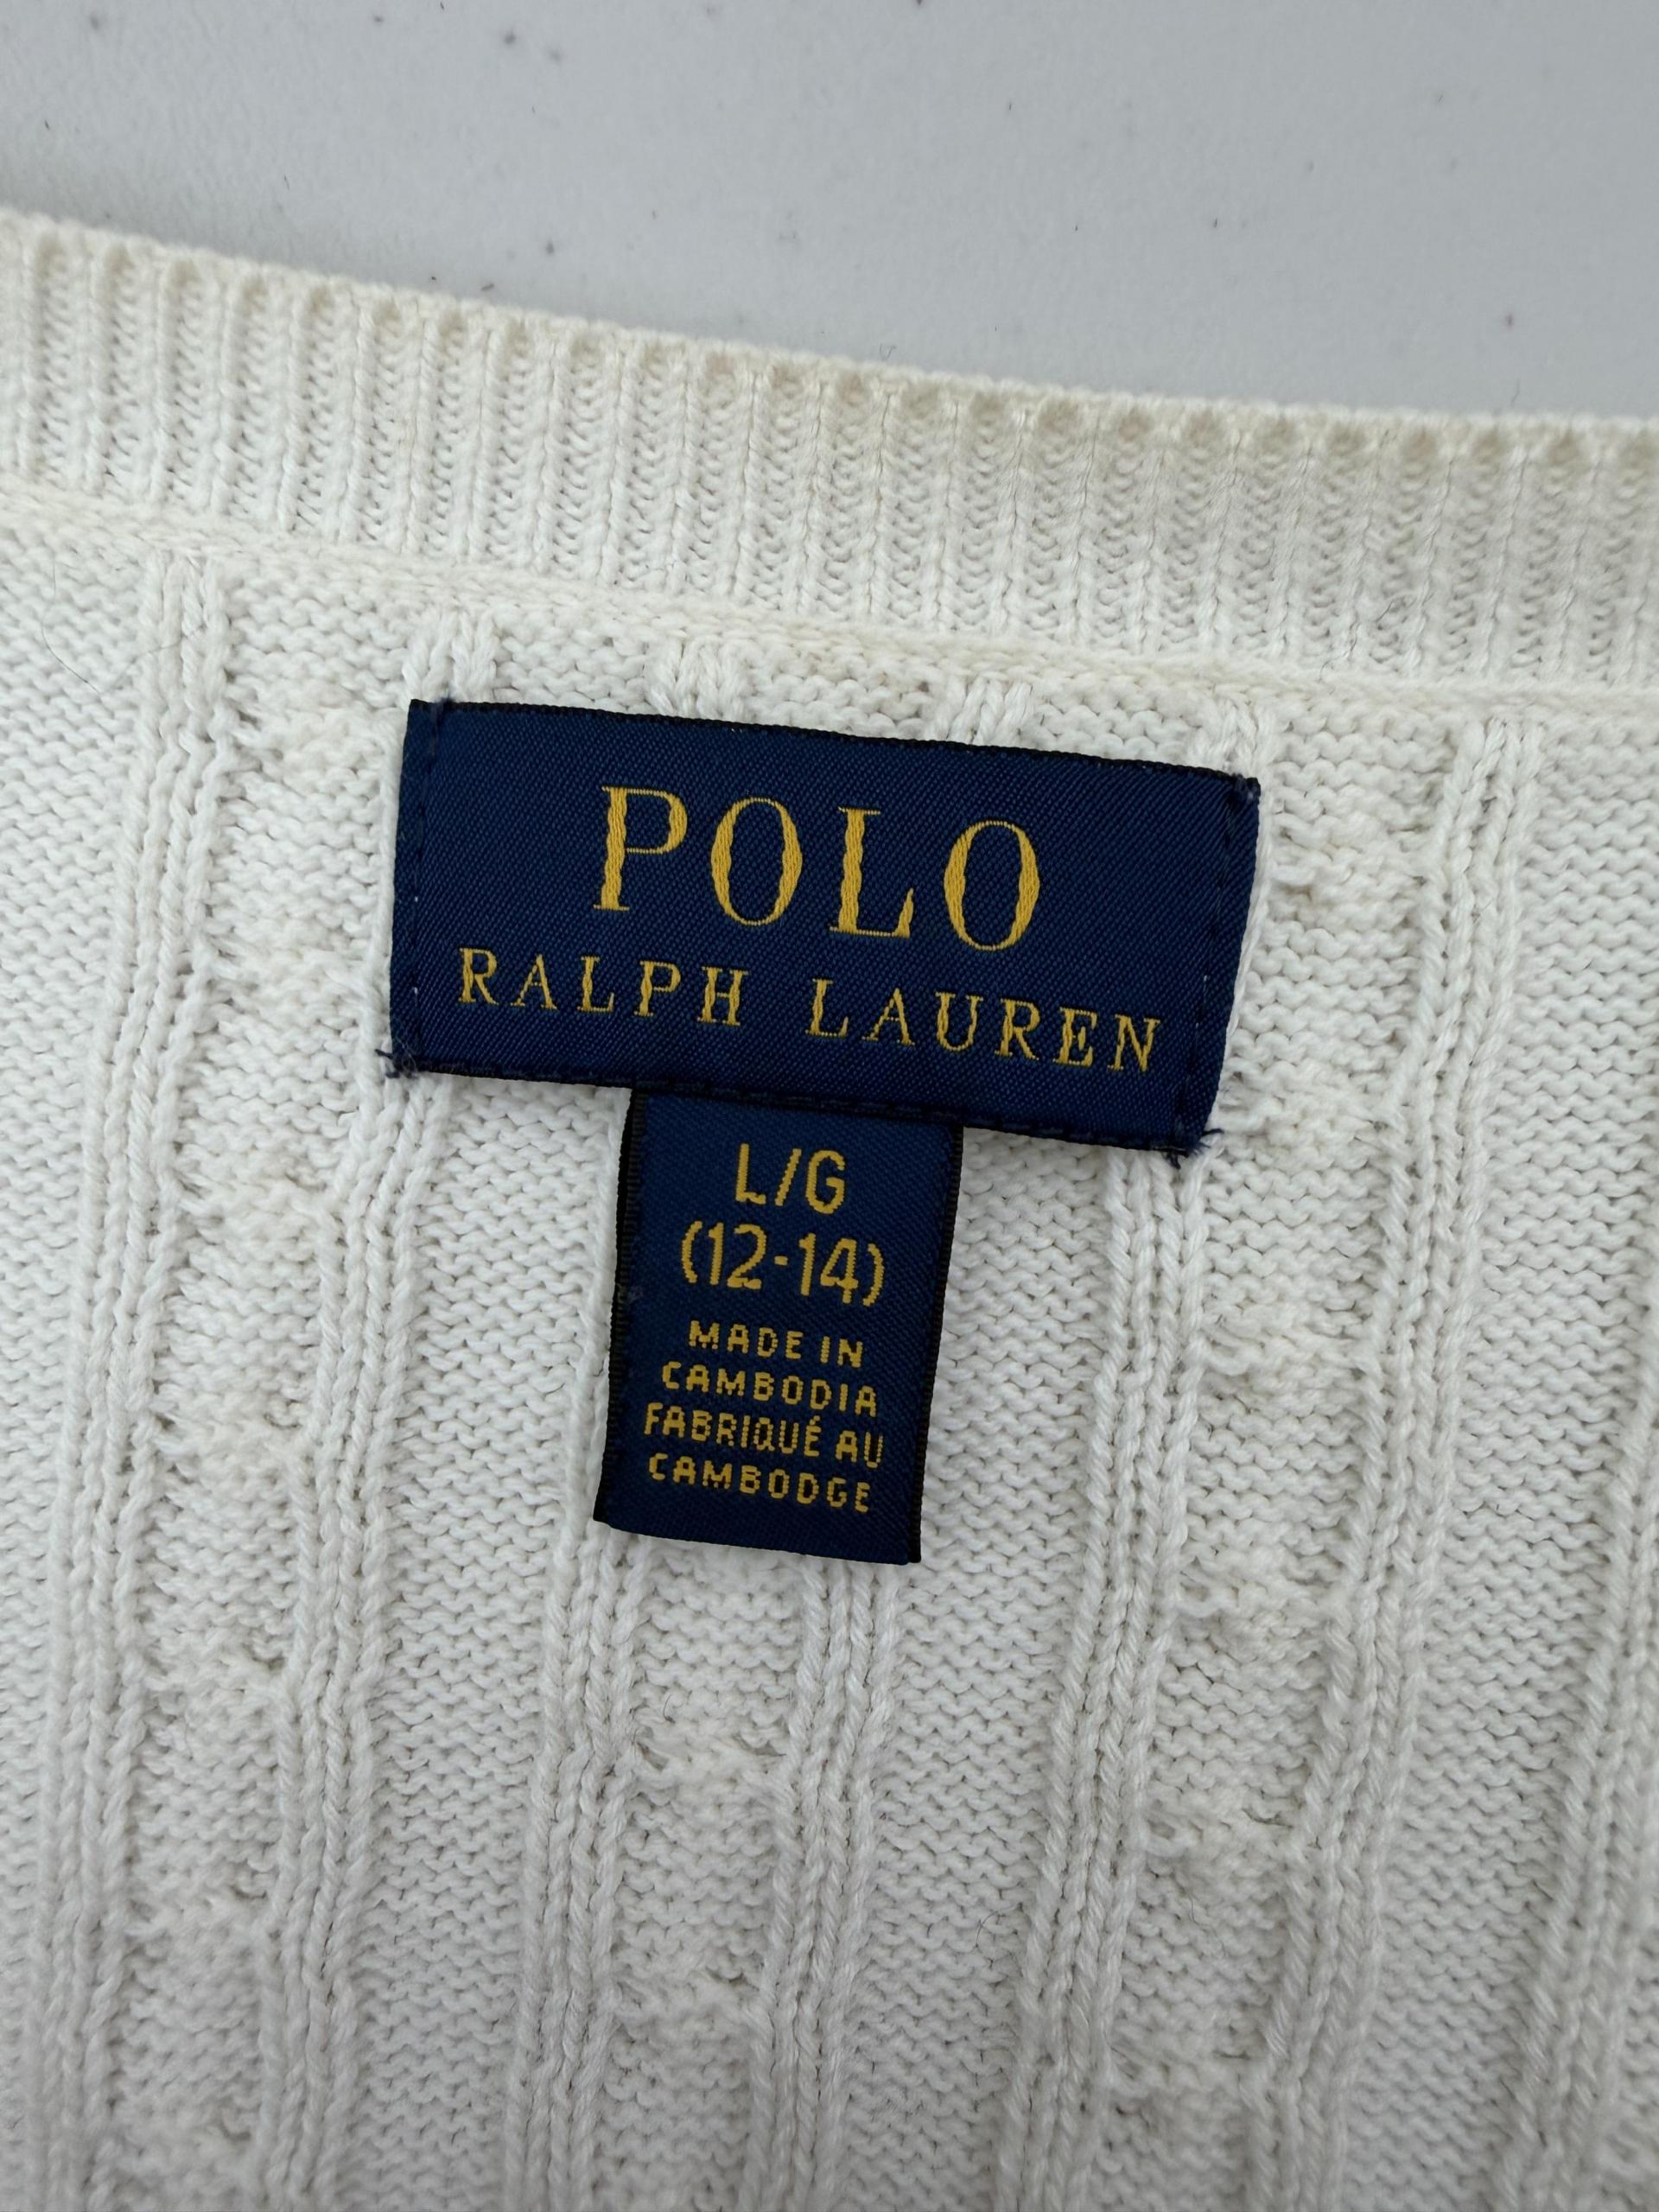 POLO
RALPH LAUREN
L/G
(12-14)
MADE IN
CAMBODIA
FABRIQUÉ AU
CAMBODGE